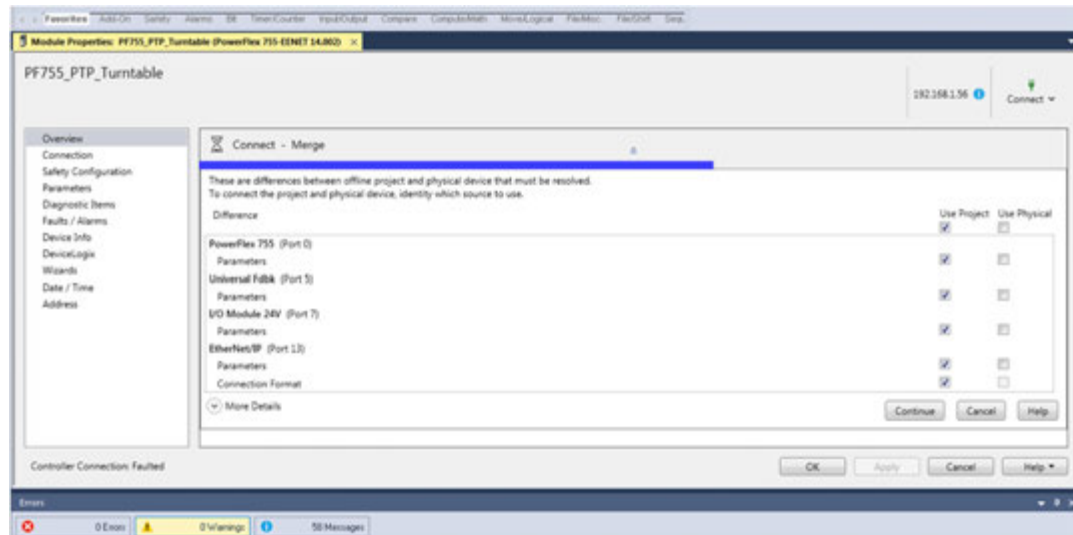 Favorites Add-On Safety Alarms Bit Timer/Counter Input/Output Compare Compute/Math Move/Logical File/Misc. File/Shift Seq..
Module Properties: PF755_PTP_Turntable (PowerFlex 755-EENET 14.002) ×
PF755_PTP_Turntable
192.168.1.56
Connect
Overview
Connection
Safety Configuration
Parameters
Diagnostic Items
Faults / Alarms
Device Info
DeviceLogix
Wizards
Date / Time
Address
Connect - Merge
These are differences between offline project and physical device that must be resolved.
To connect the project and physical device, identity which source to use.
Difference Use Project Use Physical
PowerFlex 755 (Port 0)
Parameters
Universal Fdbk (Port 5)
Parameters
I/O Module 24V (Port 7)
Parameters
EtherNet/IP (Port 13)
Parameters
Connection Format
More Details
Continue Cancel Help
Controller Connection: Faulted
OK Apply Cancel Help
Errors
0 Errors 0 Warnings 58 Messages